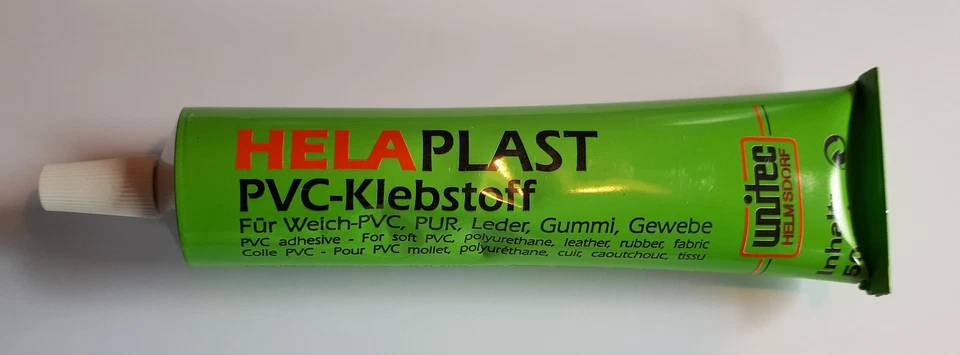 HELAPLAST
PVC-Klebstoff
Für Weich-PVC, PUR, Leder, Gummi, Gewebe
PVC adhesive - For soft PVC, polyurethane, leather, rubber, fabric
Colle PVC - Pour PVC mollet, polyuréthane, cuir, caoutchouc, tissu
unitec
HELMSDORF
Inhalt